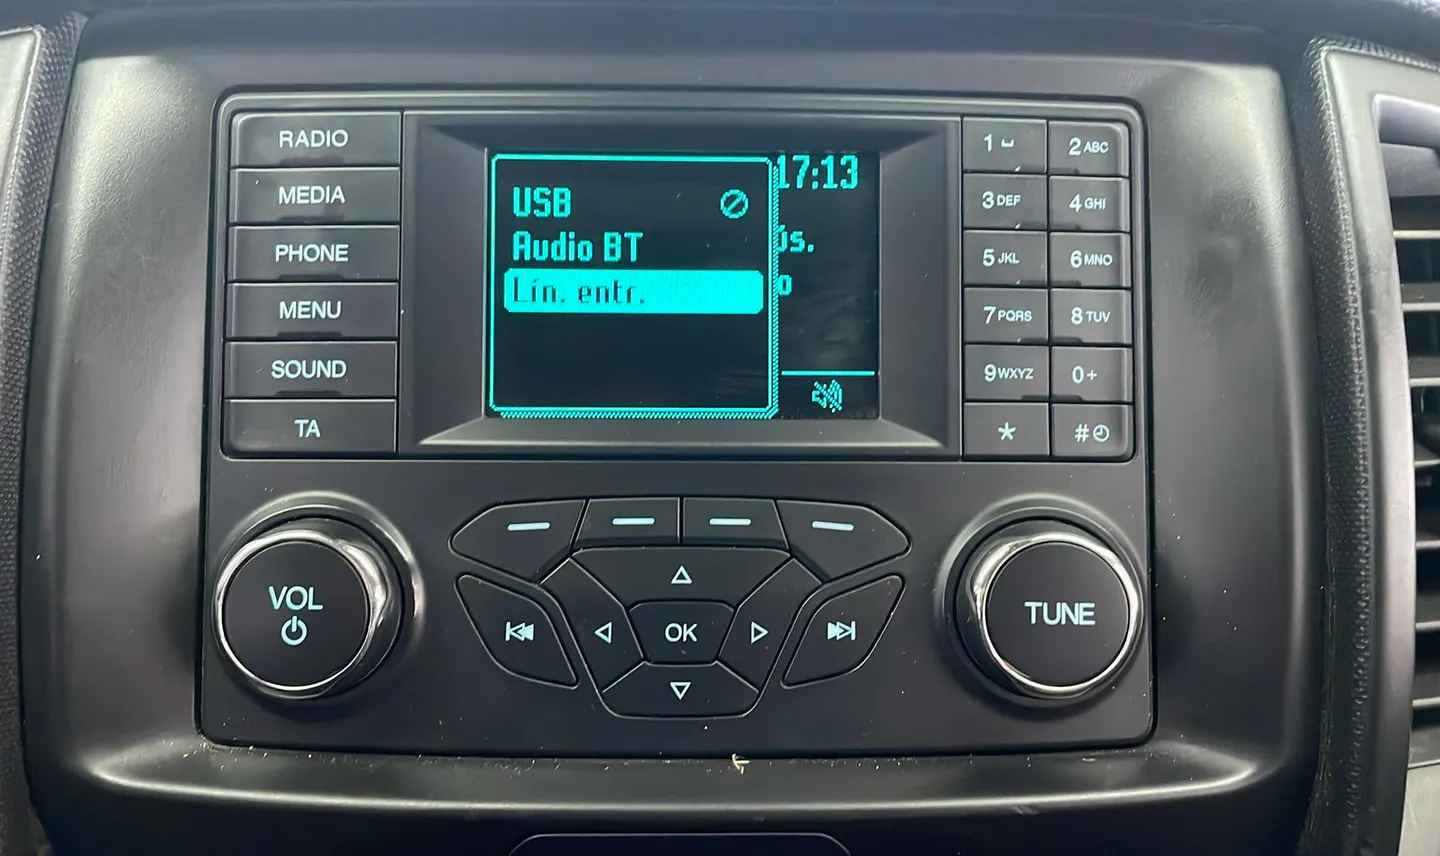 RADIO
MEDIA
PHONE
MENU
SOUND
TA
USB
Audio BT
Lín. entr.
17:13
ús.
o
1
2 ABC
3 DEF
4 GHI
5 JKL
6 MNO
7 PQRS
8 TUV
9 WXYZ
0 +
*
#
VOL
OK
TUNE